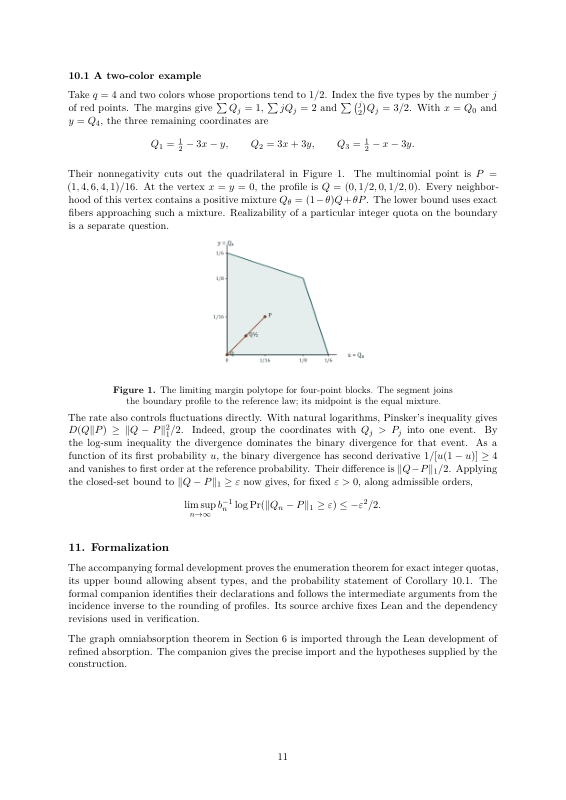 10.1 A two-color example
Take q = 4 and two colors whose proportions tend to 1/2. Index the five types by the number j
of red points. The margins give ∑ Q_j = 1, ∑ jQ_j = 2 and ∑ (j choose 2)Q_j = 3/2. With x = Q_0 and
y = Q_4, the three remaining coordinates are
Q_1 = 1/2 − 3x − y, Q_2 = 3x + 3y, Q_3 = 1/2 − x − 3y.
Their nonnegativity cuts out the quadrilateral in Figure 1. The multinomial point is P =
(1, 4, 6, 4, 1)/16. At the vertex x = y = 0, the profile is Q = (0, 1/2, 0, 1/2, 0). Every neighbor-
hood of this vertex contains a positive mixture Q_θ = (1−θ)Q+θP. The lower bound uses exact
fibers approaching such a mixture. Realizability of a particular integer quota on the boundary
is a separate question.
1/6
1/8
1/16
P
Q½
0 1/16 1/8 1/6
Figure 1. The limiting margin polytope for four-point blocks. The segment joins
the boundary profile to the reference law; its midpoint is the equal mixture.
The rate also controls fluctuations directly. With natural logarithms, Pinsker's inequality gives
D(Q∥P) ≥ ∥Q − P∥₁²/2. Indeed, group the coordinates with Q_j > P_j into one event. By
the log-sum inequality the divergence dominates the binary divergence for that event. As a
function of its first probability u, the binary divergence has second derivative 1/[u(1 − u)] ≥ 4
and vanishes to first order at the reference probability. Their difference is ∥Q−P∥₁/2. Applying
the closed-set bound to ∥Q − P∥₁ ≥ ε now gives, for fixed ε > 0, along admissible orders,
lim sup b_n^{−1} log Pr(∥Q_n − P∥₁ ≥ ε) ≤ −ε²/2.
n→∞
11. Formalization
The accompanying formal development proves the enumeration theorem for exact integer quotas,
its upper bound allowing absent types, and the probability statement of Corollary 10.1. The
formal companion identifies their declarations and follows the intermediate arguments from the
incidence inverse to the rounding of profiles. Its source archive fixes Lean and the dependency
revisions used in verification.
The graph omniabsorption theorem in Section 6 is imported through the Lean development of
refined absorption. The companion gives the precise import and the hypotheses supplied by the
construction.
11